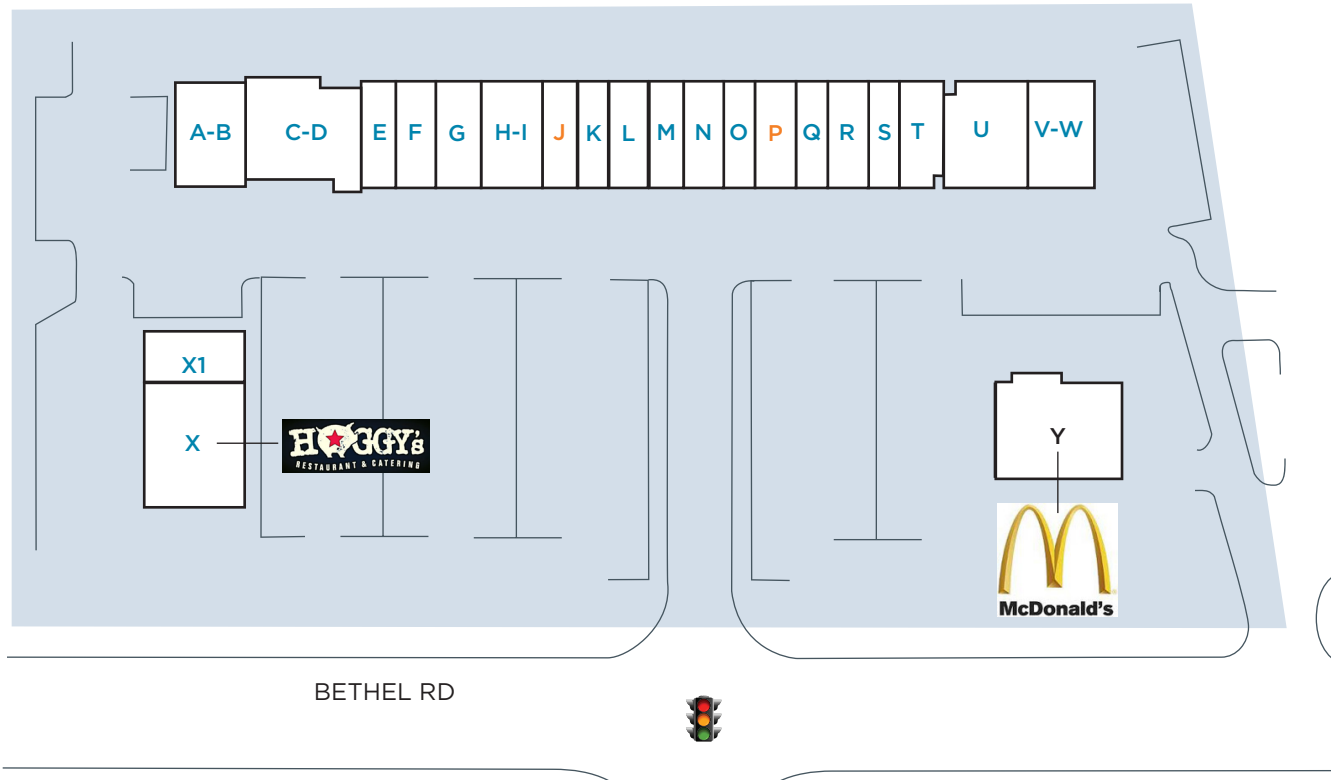 A-B C-D E F G H-I J K L M N O P Q R S T U V-W
X1
X
HOGGY's
RESTAURANT & CATERING
Y
McDonald's
BETHEL RD